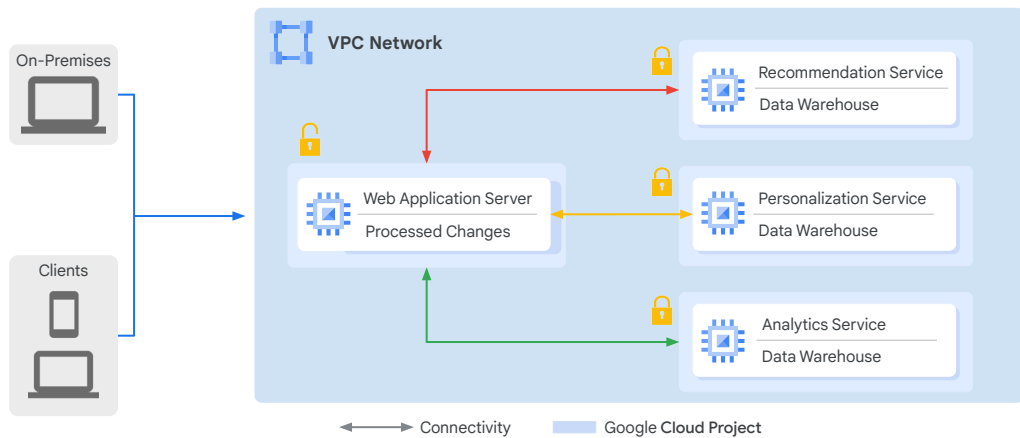 On-Premises
Clients
VPC Network
Web Application Server
Processed Changes
Recommendation Service
Data Warehouse
Personalization Service
Data Warehouse
Analytics Service
Data Warehouse
Connectivity
Google Cloud Project